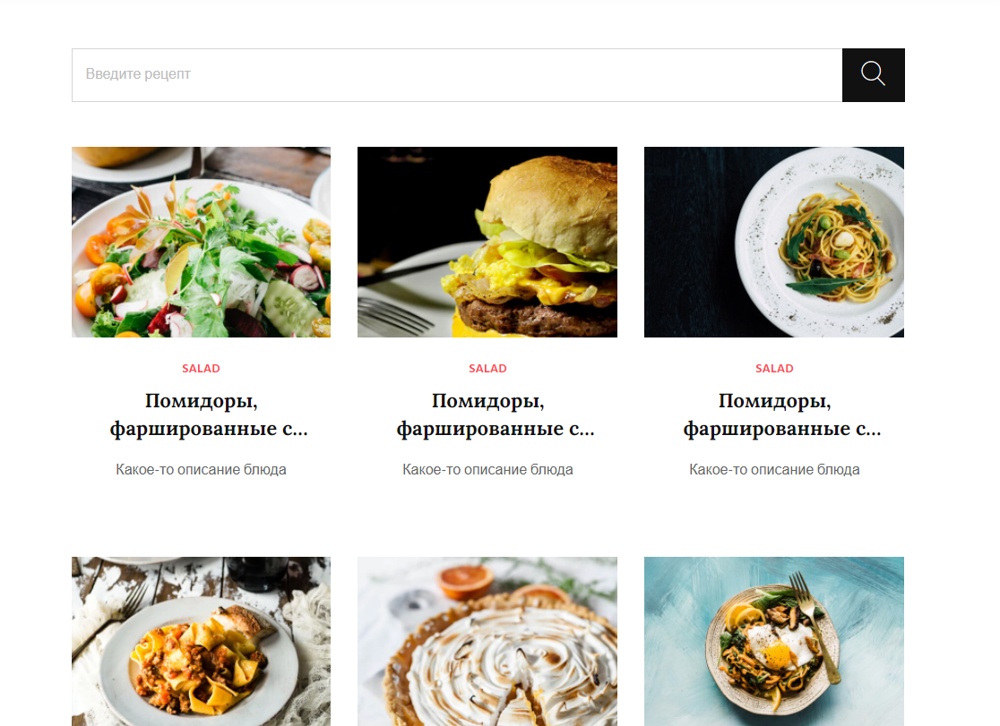 Введите рецепт
SALAD
Помидоры,
фаршированные с...
Какое-то описание блюда
SALAD
Помидоры,
фаршированные с...
Какое-то описание блюда
SALAD
Помидоры,
фаршированные с...
Какое-то описание блюда